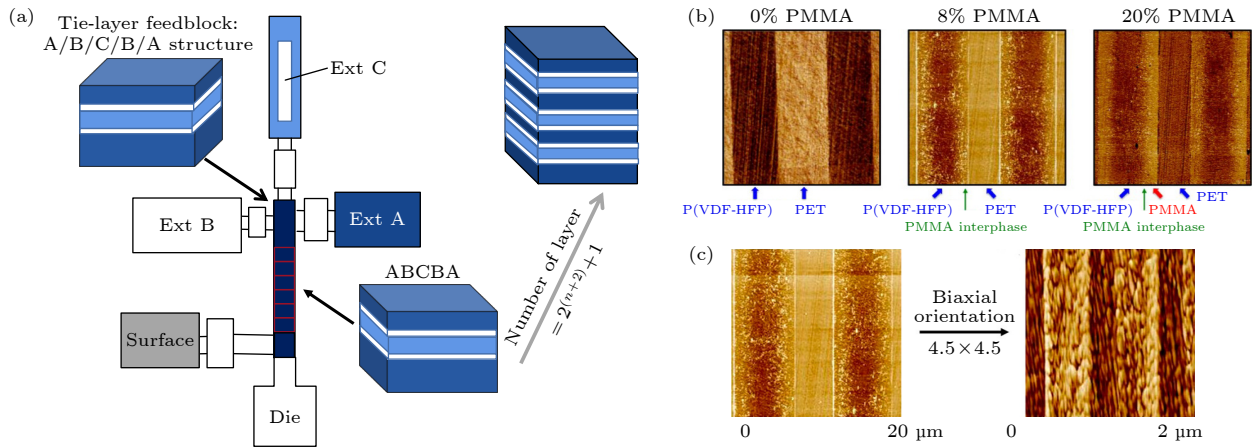 (a)
Tie-layer feedblock:
A/B/C/B/A structure
Ext C
Ext B
Ext A
ABCBA
Surface
Die
Number of layer
= 2^(n+2)+1
(b)
0% PMMA
8% PMMA
20% PMMA
P(VDF-HFP)
PET
P(VDF-HFP)
PET
PMMA interphase
P(VDF-HFP)
PMMA
PET
PMMA interphase
(c)
Biaxial
orientation
4.5×4.5
0
20 μm
0
2 μm